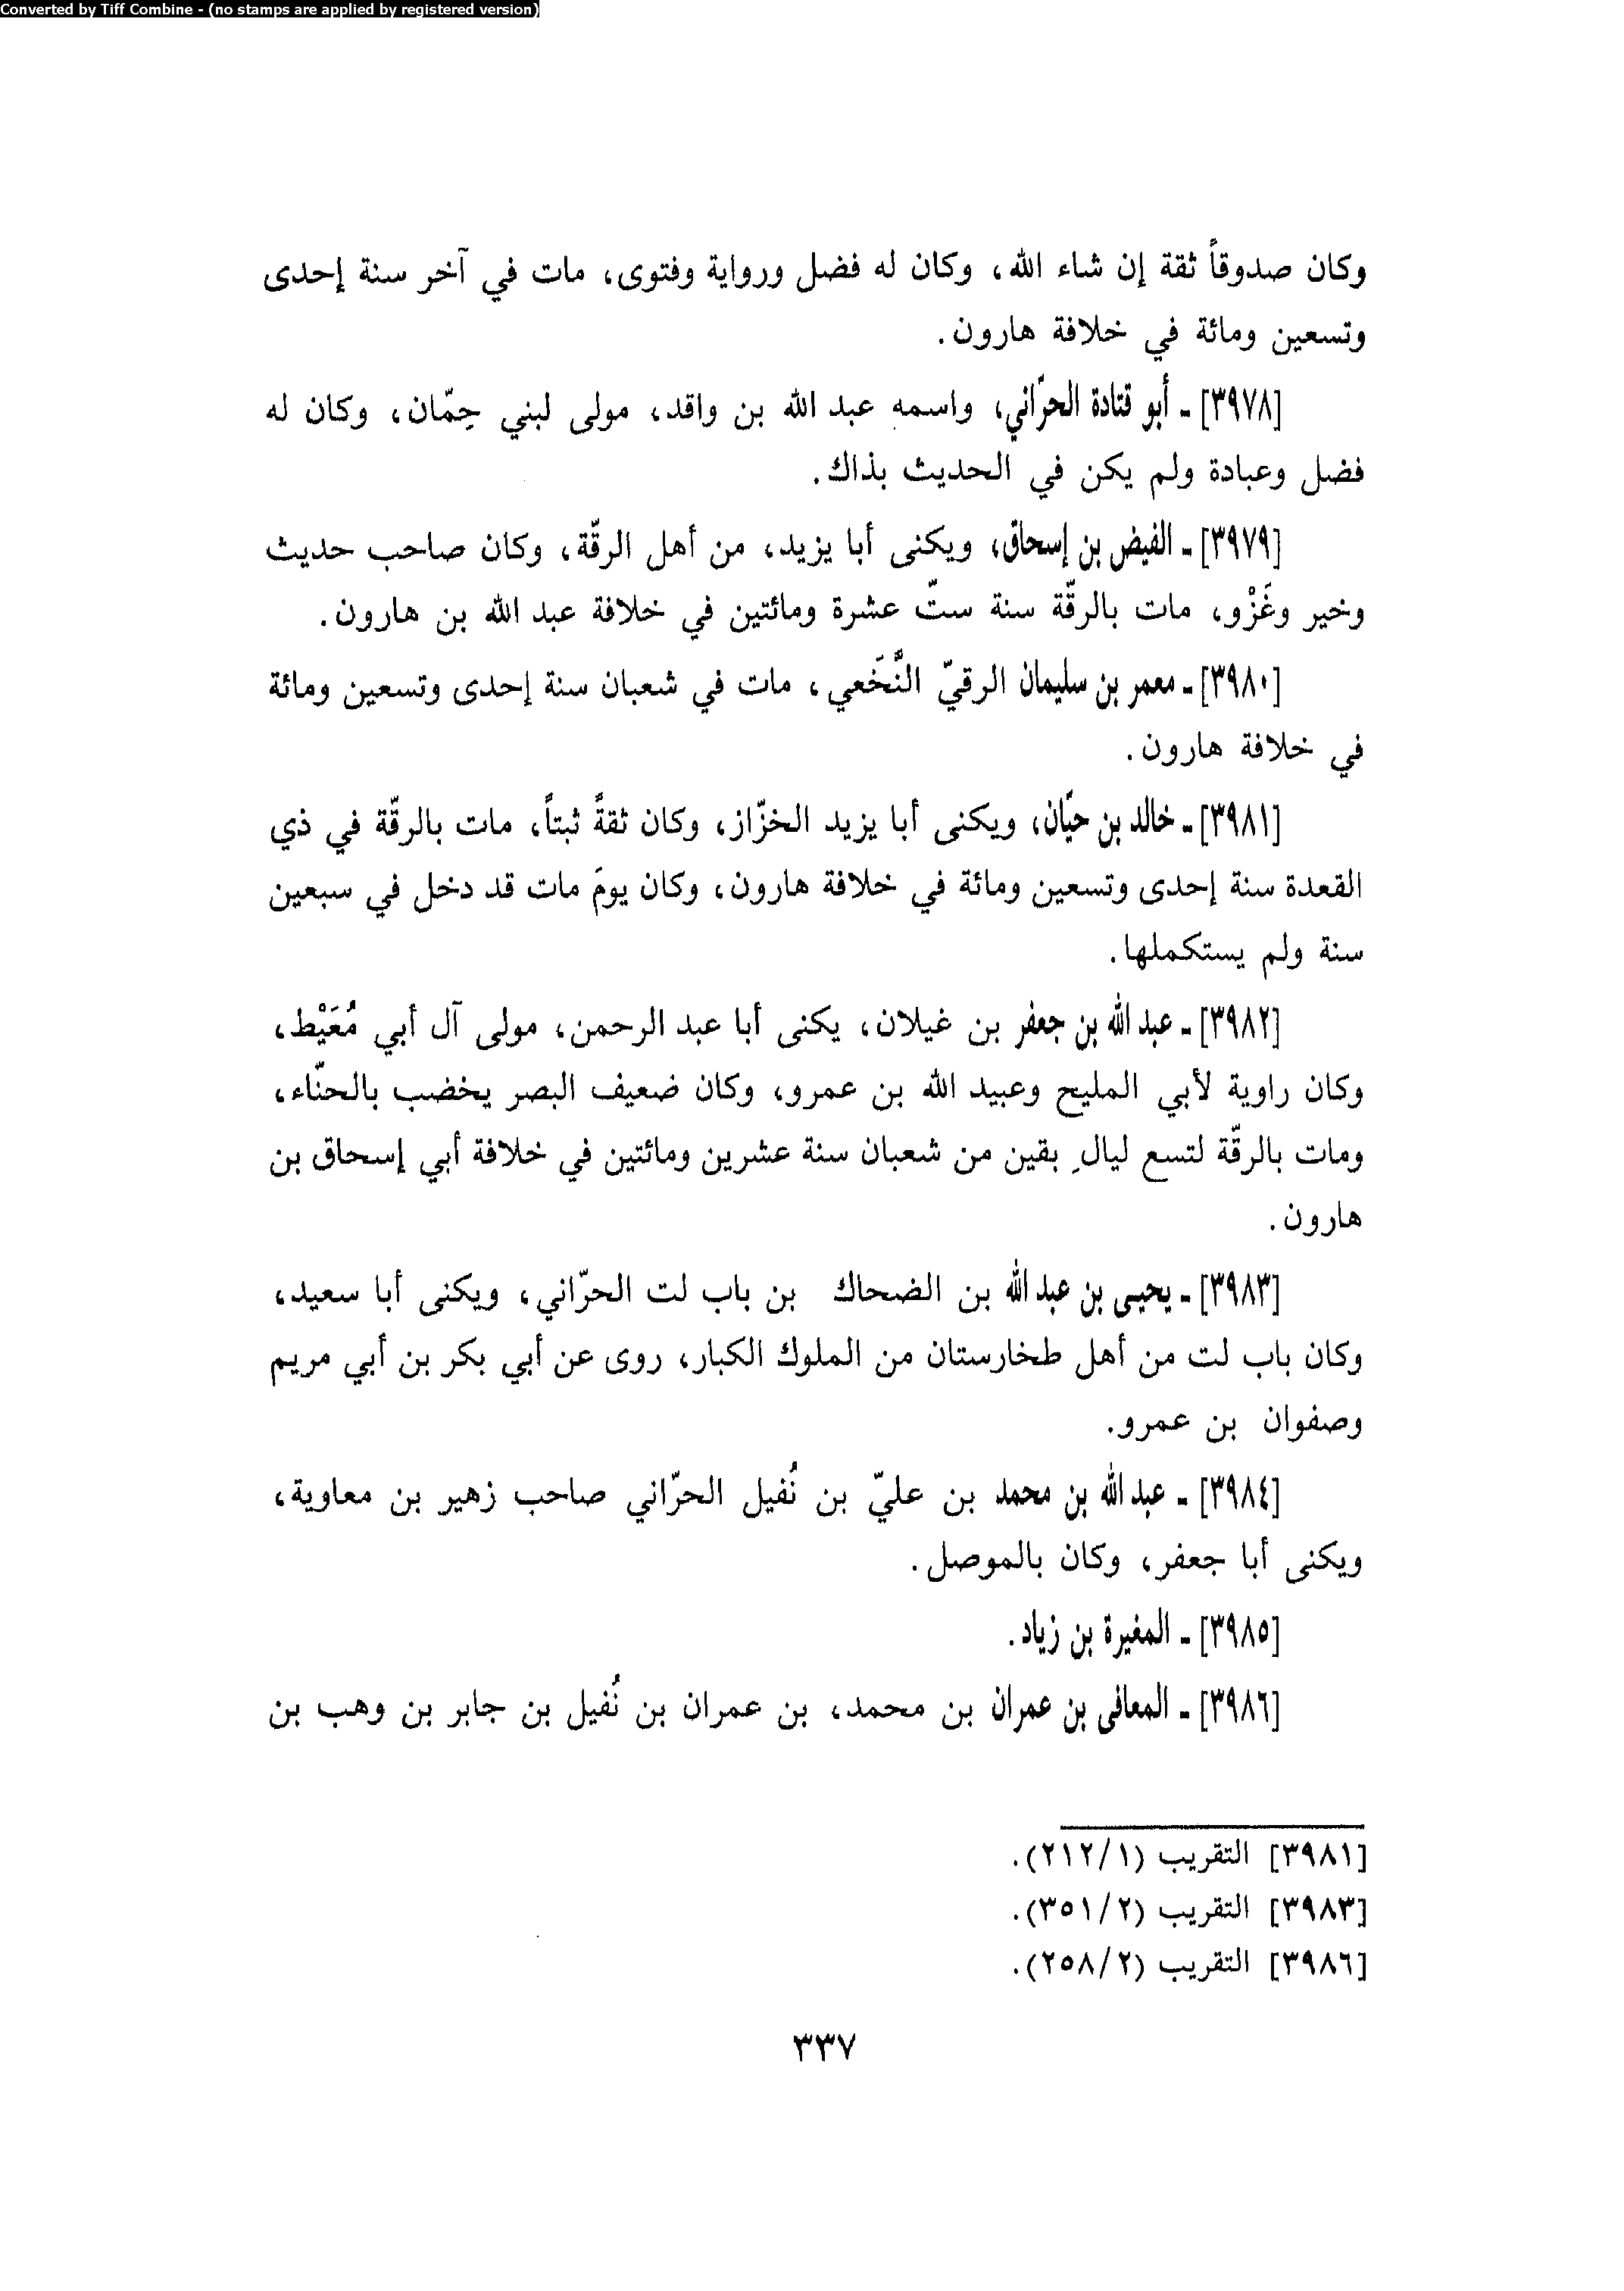 Converted by Tiff Combine - (no stamps are applied by registered version)
وكان صدوقاً ثقة إن شاء الله، وكان له فضل ورواية وفتوى، مات في آخر سنة إحدى
وتسعين ومائة في خلافة هارون.
[٣٩٧٨] - أبو قتادة الحرّاني، واسمه عبد الله بن واقد، مولى لبني حِمّان، وكان له
فضل وعبادة ولم يكن في الحديث بذاك.
[٣٩٧٩] - الفيض بن إسحاق، ويكنى أبا يزيد، من أهل الرقّة، وكان صاحب حديث
وخير وغَزْو، مات بالرقّة سنة ستّ عشرة ومائتين في خلافة عبد الله بن هارون.
[٣٩٨٠] - معمر بن سليمان الرقيّ النَّخَعي، مات في شعبان سنة إحدى وتسعين ومائة
في خلافة هارون.
[٣٩٨١] - خالد بن حيّان، ويكنى أبا يزيد الخزّاز، وكان ثقةً ثبتاً، مات بالرقّة في ذي
القعدة سنة إحدى وتسعين ومائة في خلافة هارون، وكان يومَ مات قد دخل في سبعين
سنة ولم يستكملها.
[٣٩٨٢] - عبد الله بن جعفر بن غيلان، يكنى أبا عبد الرحمن، مولى آل أبي مُعَيْط،
وكان راوية لأبي المليح وعبيد الله بن عمرو، وكان ضعيف البصر يخضب بالحنّاء،
ومات بالرقّة لتسع ليالٍ بقين من شعبان سنة عشرين ومائتين في خلافة أبي إسحاق بن
هارون.
[٣٩٨٣] - يحيى بن عبد الله بن الضحاك بن باب لت الحرّاني، ويكنى أبا سعيد،
وكان باب لت من أهل طخارستان من الملوك الكبار، روى عن أبي بكر بن أبي مريم
وصفوان بن عمرو.
[٣٩٨٤] - عبد الله بن محمد بن عليّ بن نُفيل الحرّاني صاحب زهير بن معاوية،
ويكنى أبا جعفر، وكان بالموصل.
[٣٩٨٥] - المغيرة بن زياد.
[٣٩٨٦] - المعافى بن عمران بن محمد، بن عمران بن نُفيل بن جابر بن وهب بن
[٣٩٨١] التقريب (٢١٢/١).
[٣٩٨٣] التقريب (٣٥١/٢).
[٣٩٨٦] التقريب (٢٥٨/٢).
٣٣٧